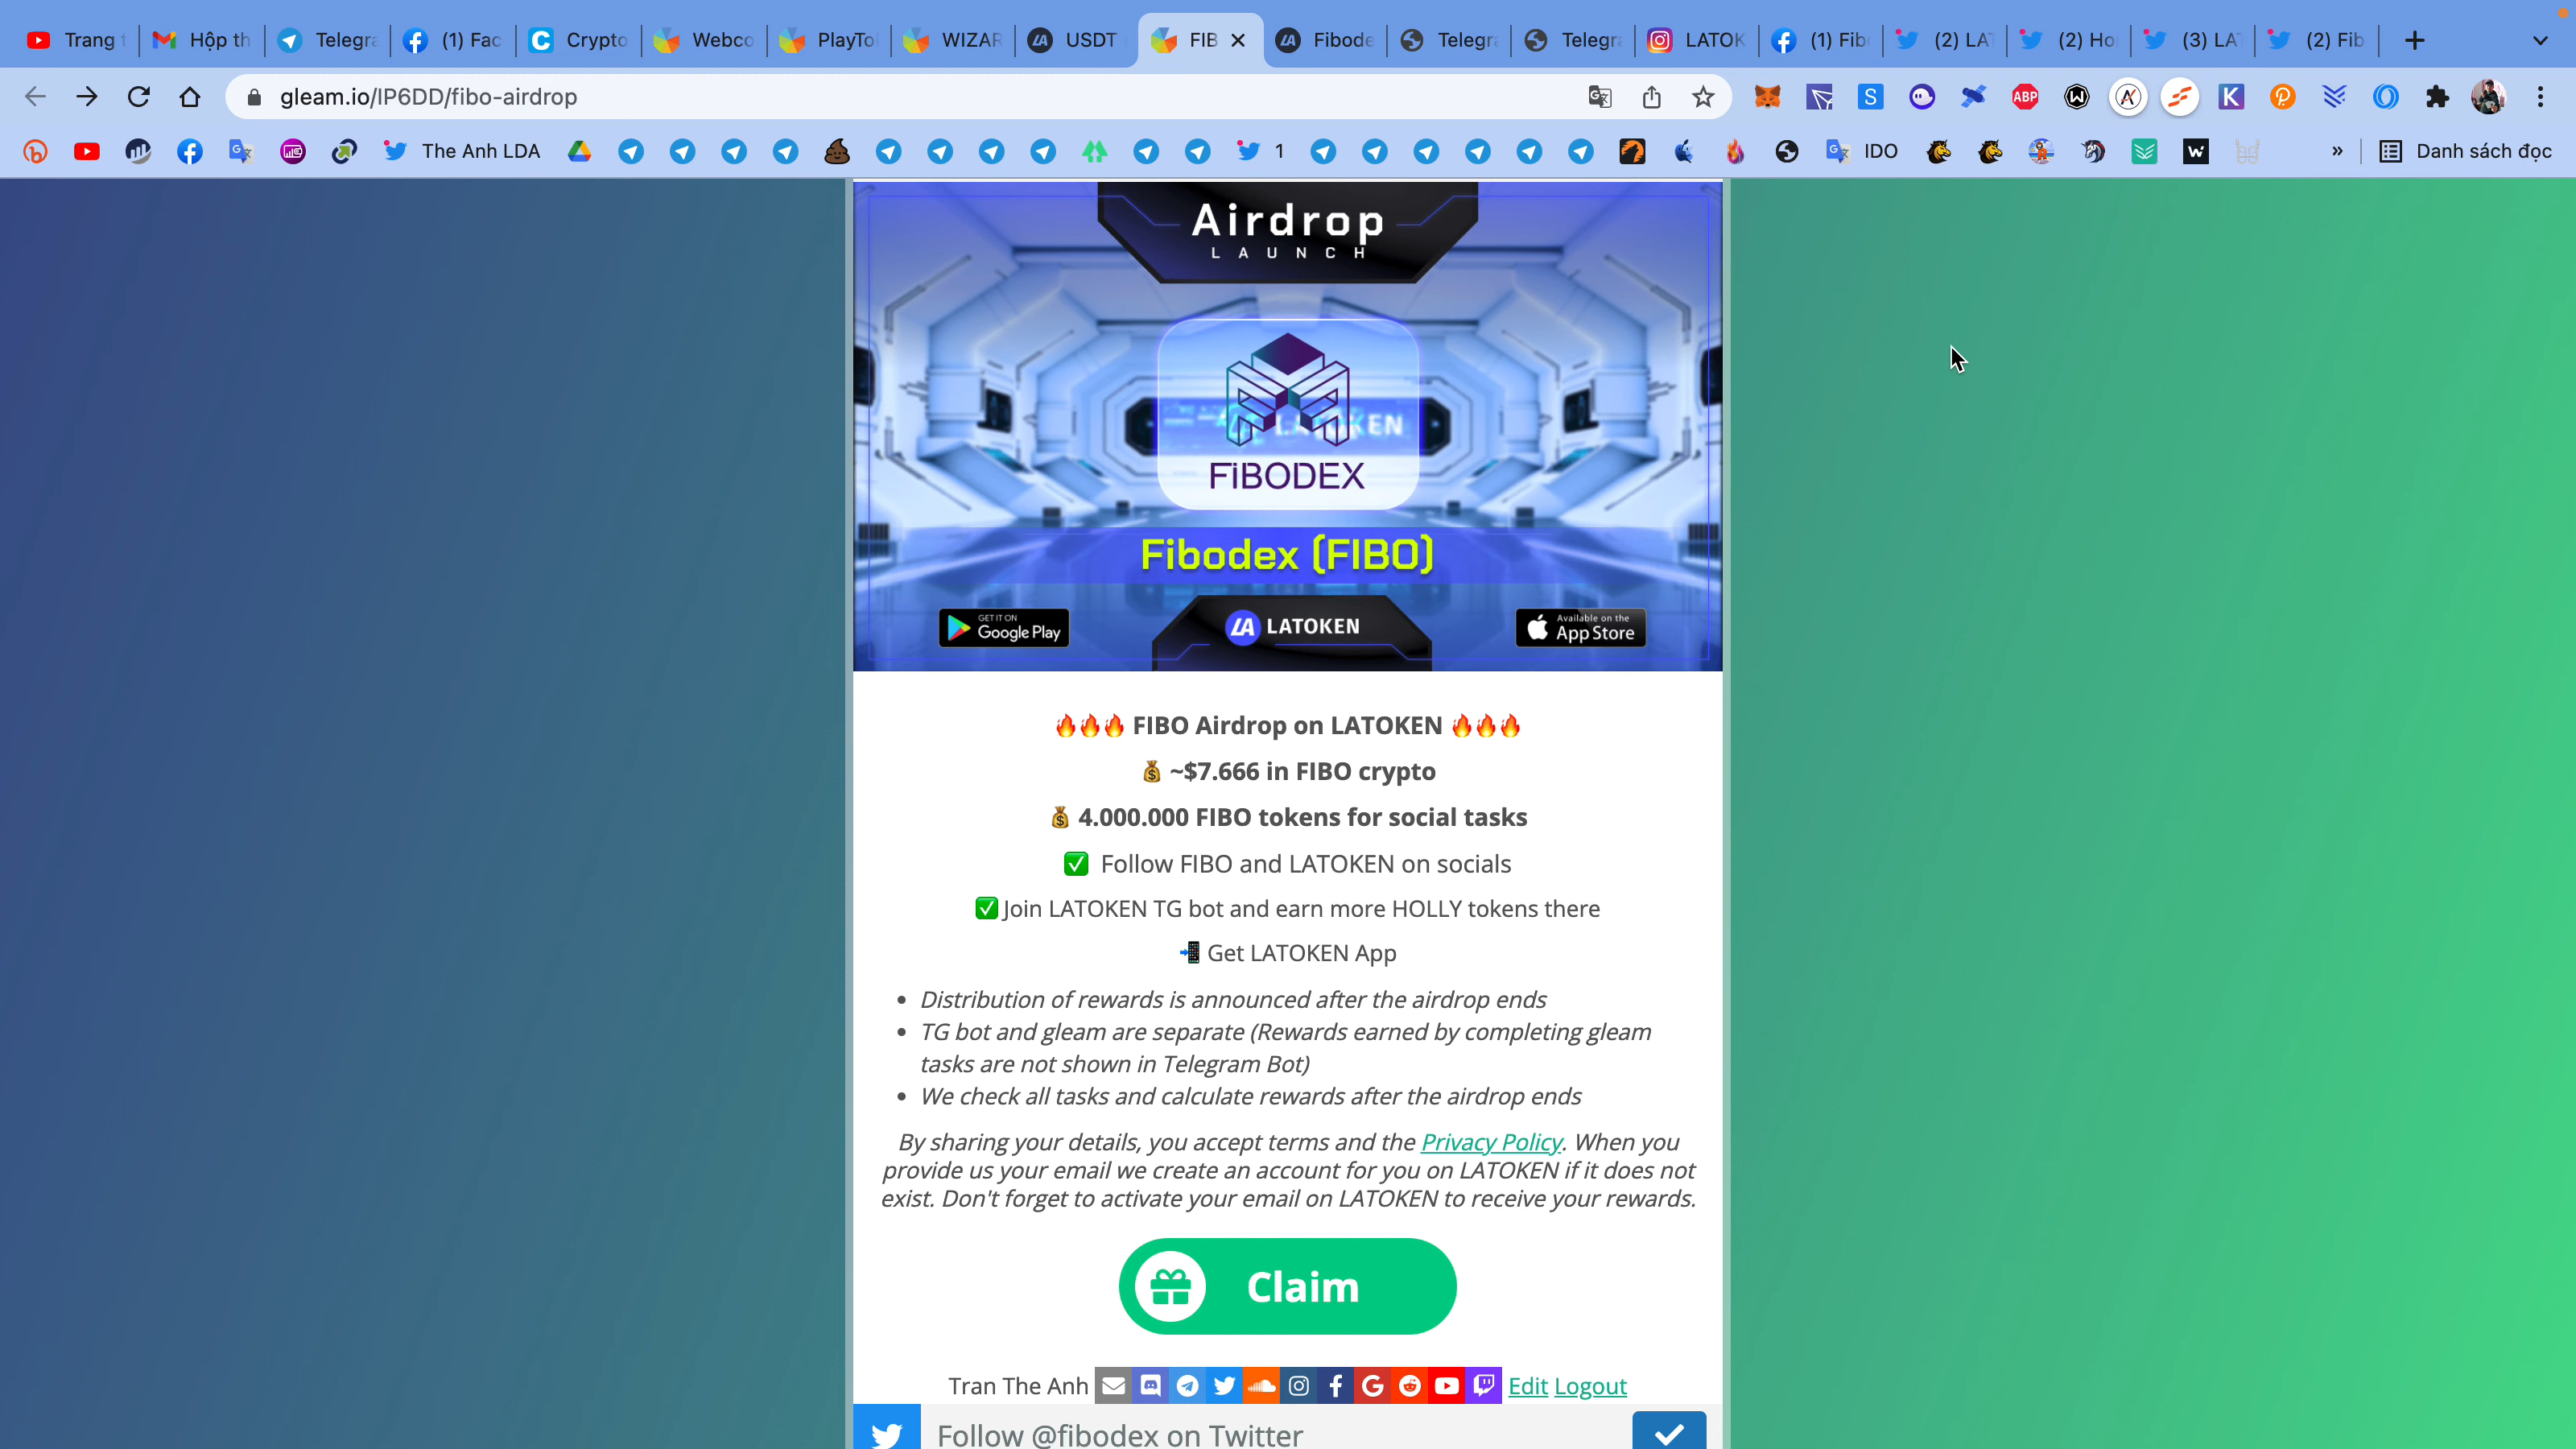 Trang t
Hộp th
Telegra
(1) Fac
Crypto
Webco
PlayTo
WIZAR
USDT
FIB
Fibode
Telegra
Telegra
LATOK
(1) Fib
(2) LA
(2) Ho
(3) LA
(2) Fib
gleam.io/IP6DD/fibo-airdrop
The Anh LDA
1
IDO
Danh sách đọc
Airdrop
LAUNCH
FiBODEX
Fibodex (FIBO)
GET IT ON
Google Play
LATOKEN
Available on the
App Store
FIBO Airdrop on LATOKEN
~$7.666 in FIBO crypto
4.000.000 FIBO tokens for social tasks
Follow FIBO and LATOKEN on socials
Join LATOKEN TG bot and earn more HOLLY tokens there
Get LATOKEN App
• Distribution of rewards is announced after the airdrop ends
• TG bot and gleam are separate (Rewards earned by completing gleam
tasks are not shown in Telegram Bot)
• We check all tasks and calculate rewards after the airdrop ends
By sharing your details, you accept terms and the Privacy Policy. When you
provide us your email we create an account for you on LATOKEN if it does not
exist. Don't forget to activate your email on LATOKEN to receive your rewards.
Claim
Tran The Anh Edit Logout
Follow @fibodex on Twitter